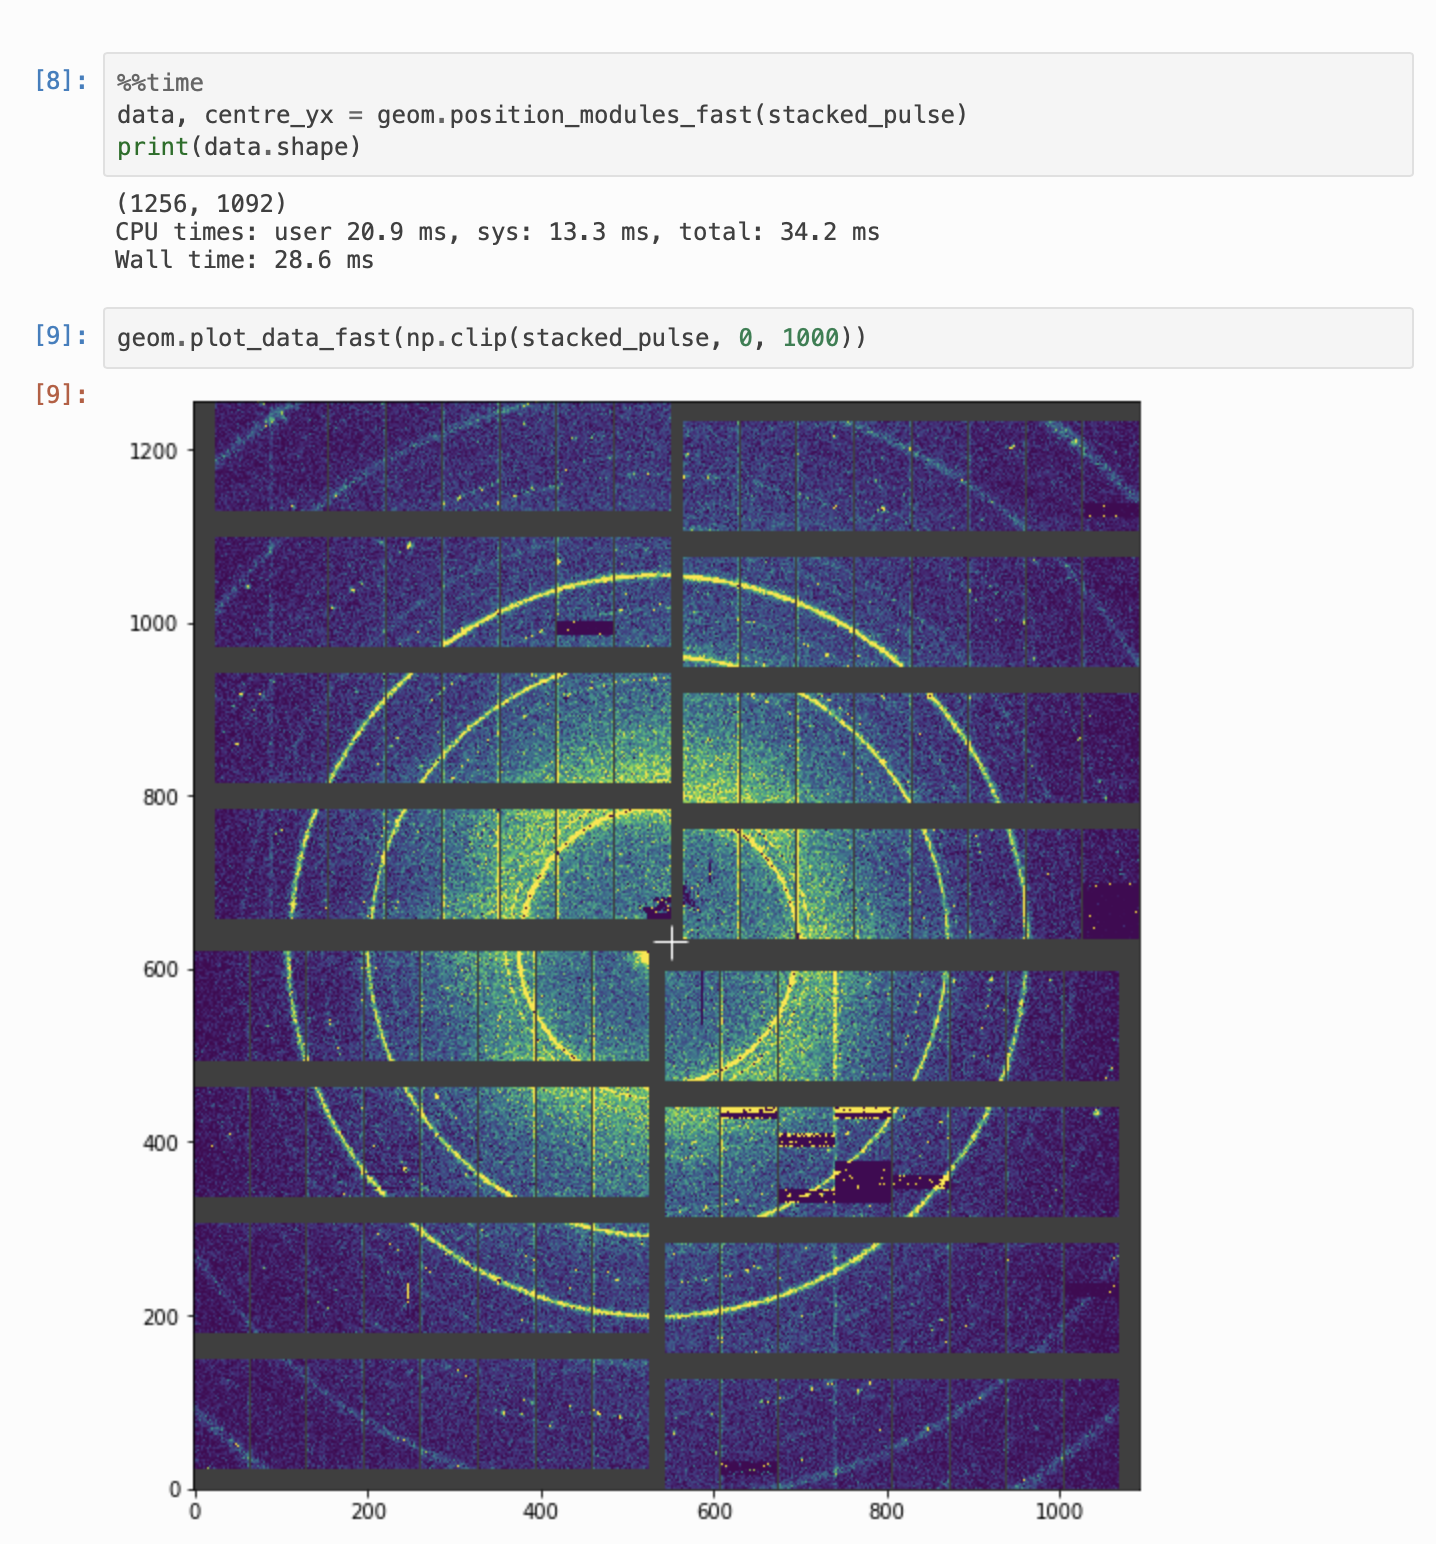 [8]:
%%time
data, centre_yx = geom.position_modules_fast(stacked_pulse)
print(data.shape)
(1256, 1092)
CPU times: user 20.9 ms, sys: 13.3 ms, total: 34.2 ms
Wall time: 28.6 ms
[9]:
geom.plot_data_fast(np.clip(stacked_pulse, 0, 1000))
[9]:
1200
1000
800
600
400
200
0
0 200 400 600 800 1000